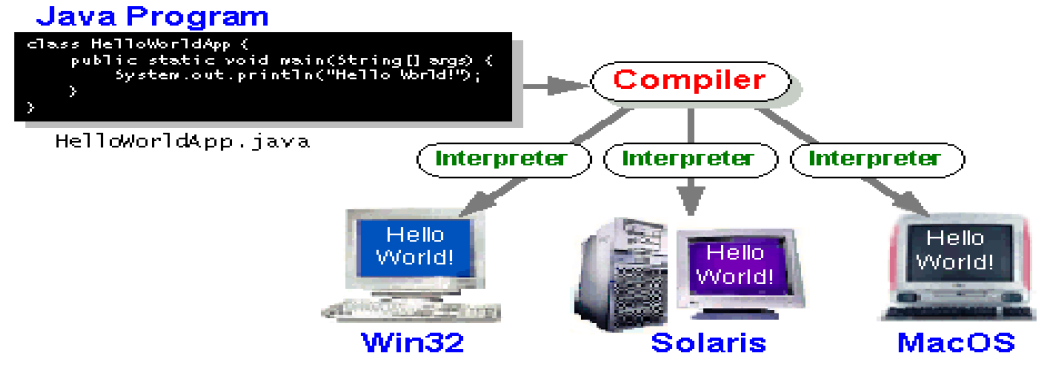 Java Program
class HelloWorldApp {
public static void main(String[] args) {
System.out.println("Hello World!");
}
}
HelloWorldApp.java
Compiler
Interpreter Interpreter Interpreter
Hello
World!
Hello
World!
Hello
World!
Win32 Solaris MacOS